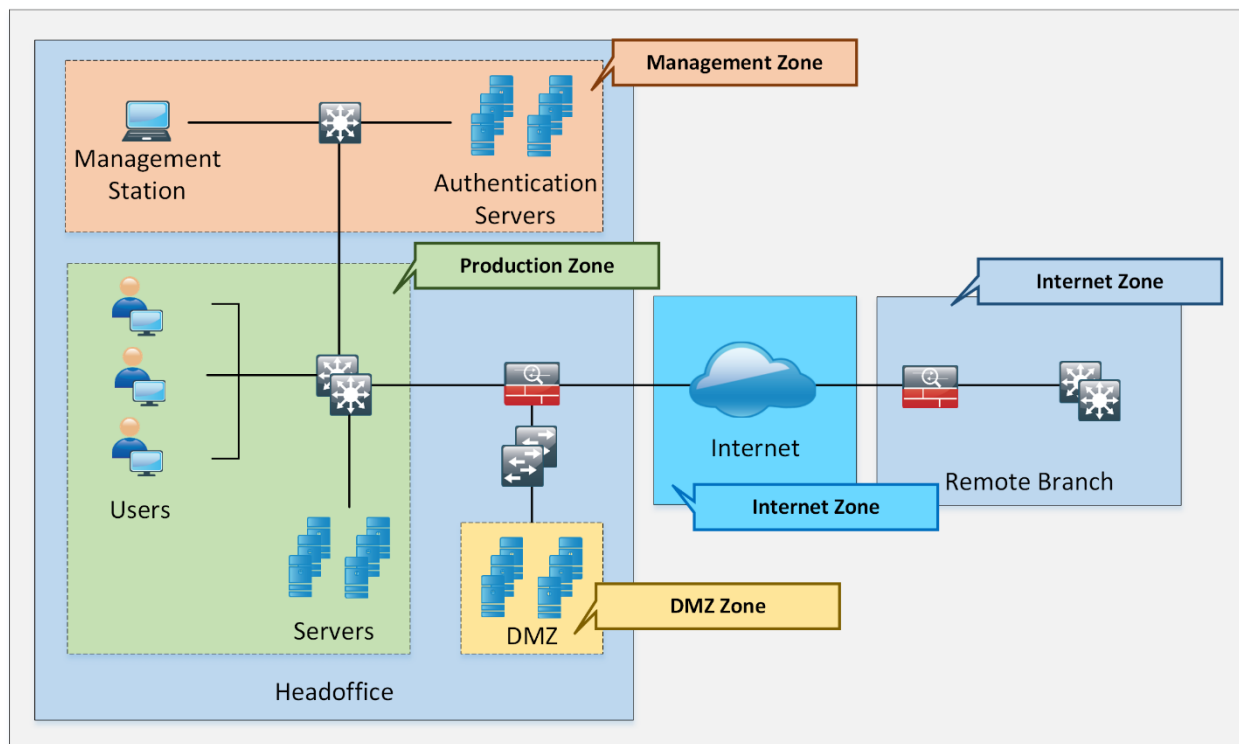 Management Zone
Management
Station
Authentication
Servers
Production Zone
Internet Zone
Users
Servers
DMZ
Internet
Remote Branch
Internet Zone
DMZ Zone
Headoffice